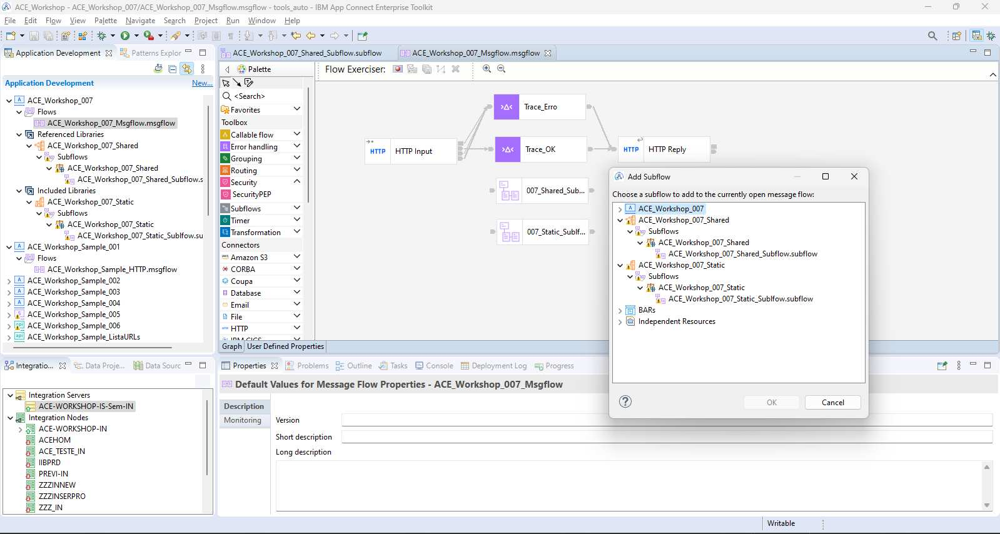 ACE_Workshop - ACE_Workshop_007/ACE_Workshop_007_Msgflow.msgflow - tools_auto - IBM App Connect Enterprise Toolkit
File Edit Flow View Palette Navigate Search Project Run Window Help
Application Development
Patterns Explor
New...
ACE_Workshop_007
Flows
ACE_Workshop_007_Msgflow.msgflow
Referenced Libraries
ACE_Workshop_007_Shared
Subflows
ACE_Workshop_007_Shared
ACE_Workshop_007_Shared_Subflow.s
Included Libraries
ACE_Workshop_007_Static
Subflows
ACE_Workshop_007_Static
ACE_Workshop_007_Static_Sublfow.su
ACE_Workshop_Sample_001
Flows
ACE_Workshop_Sample_HTTP.msgflow
ACE_Workshop_Sample_002
ACE_Workshop_Sample_003
ACE_Workshop_Sample_004
ACE_Workshop_Sample_005
ACE_Workshop_Sample_006
ACE_Workshop_Sample_ListaURLs
Application Development
ACE_Workshop_007_Shared_Subflow.subflow
ACE_Workshop_007_Msgflow.msgflow
Palette
<Search>
Favorites
Toolbox
Callable flow
Error handling
Grouping
Routing
Security
SecurityPEP
Subflows
Timer
Transformation
Connectors
Amazon S3
CORBA
Coupa
Database
Email
File
HTTP
IBM CICS
Flow Exerciser:
Trace_Erro
HTTP
HTTP Input
Trace_OK
HTTP
HTTP Reply
007_Shared_Sub...
007_Static_Sublf...
Graph
User Defined Properties
Add Subflow
Choose a subflow to add to the currently open message flow:
ACE_Workshop_007
ACE_Workshop_007_Shared
Subflows
ACE_Workshop_007_Shared
ACE_Workshop_007_Shared_Subflow.subflow
ACE_Workshop_007_Static
Subflows
ACE_Workshop_007_Static
ACE_Workshop_007_Static_Sublfow.subflow
BARs
Independent Resources
OK
Cancel
Integratio...
Data Proje...
Data Sourc
Integration Servers
ACE-WORKSHOP-IS-Sem-IN
Integration Nodes
ACE-WORKSHOP-IN
ACEHOM
ACE_TESTE_IN
IIBPRD
PREVI-IN
ZZZINNEW
ZZZINSERPRO
ZZZ_IN
Properties
Problems
Outline
Tasks
Console
Deployment Log
Progress
Default Values for Message Flow Properties - ACE_Workshop_007_Msgflow
Description
Monitoring
Version
Short description
Long description
Writable